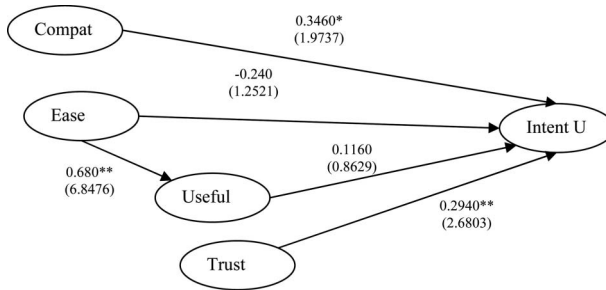 Compat
0.3460*
(1.9737)
-0.240
(1.2521)
Ease
Intent U
0.1160
(0.8629)
0.680**
(6.8476)
Useful
0.2940**
(2.6803)
Trust